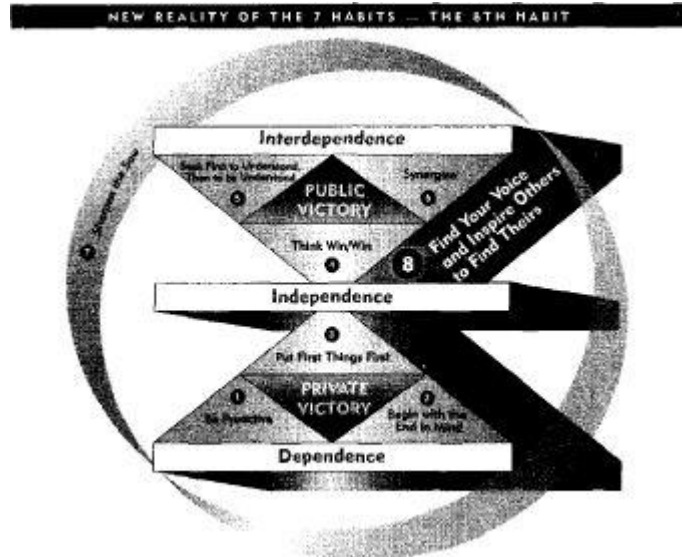 NEW REALITY OF THE 7 HABITS — THE 8TH HABIT
Interdependence
Seek First to Understand
Then to be Understood
5
PUBLIC
VICTORY
Synergize
6
Think Win/Win
4
8
Find Your Voice
and Inspire Others
to Find Theirs
7
Sharpen the Saw
Independence
3
Put First Things First
1
Be Proactive
PRIVATE
VICTORY
2
Begin with the
End in Mind
Dependence